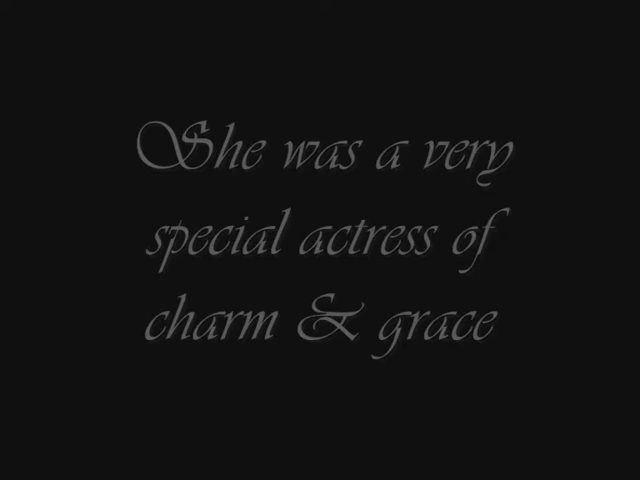 She was a very
special actress of
charm & grace